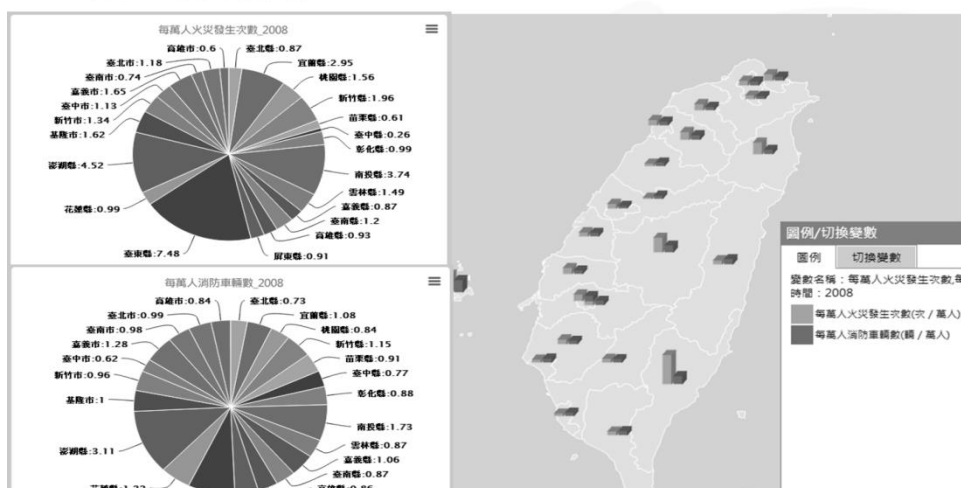 每萬人火災發生次數_2008
高雄市:0.6
臺北縣:0.87
臺北市:1.18
宜蘭縣:2.95
臺南市:0.74
桃園縣:1.56
嘉義市:1.65
新竹縣:1.96
臺中市:1.13
苗栗縣:0.61
新竹市:1.34
臺中縣:0.26
基隆市:1.62
彰化縣:0.99
澎湖縣:4.52
南投縣:3.74
雲林縣:1.49
嘉義縣:0.87
花蓮縣:0.99
臺南縣:1.2
高雄縣:0.93
臺東縣:7.48
屏東縣:0.91
每萬人消防車輛數_2008
高雄市:0.84
臺北縣:0.73
臺北市:0.99
宜蘭縣:1.08
臺南市:0.98
桃園縣:0.84
嘉義市:1.28
新竹縣:1.15
臺中市:0.62
苗栗縣:0.91
新竹市:0.96
臺中縣:0.77
基隆市:1
彰化縣:0.88
南投縣:1.73
澎湖縣:3.11
雲林縣:0.87
嘉義縣:1.06
臺南縣:0.87
圖例/切換變數
圖例
切換變數
變數名稱：每萬人火災發生次數,每
時間：2008
每萬人火災發生次數(次 / 萬人)
每萬人消防車輛數(輛 / 萬人)